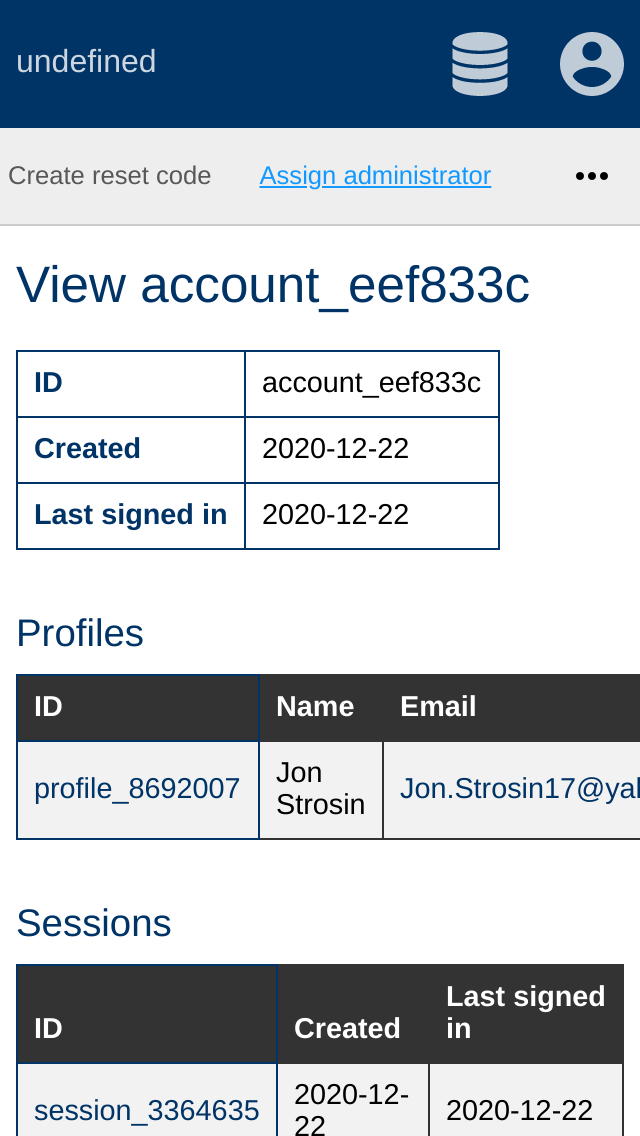 undefined
Create reset code Assign administrator
View account_eef833c
ID account_eef833c
Created 2020-12-22
Last signed in 2020-12-22
Profiles
ID Name Email
profile_8692007 Jon Strosin Jon.Strosin17@yal
Sessions
ID Created Last signed in
session_3364635 2020-12-22 2020-12-22